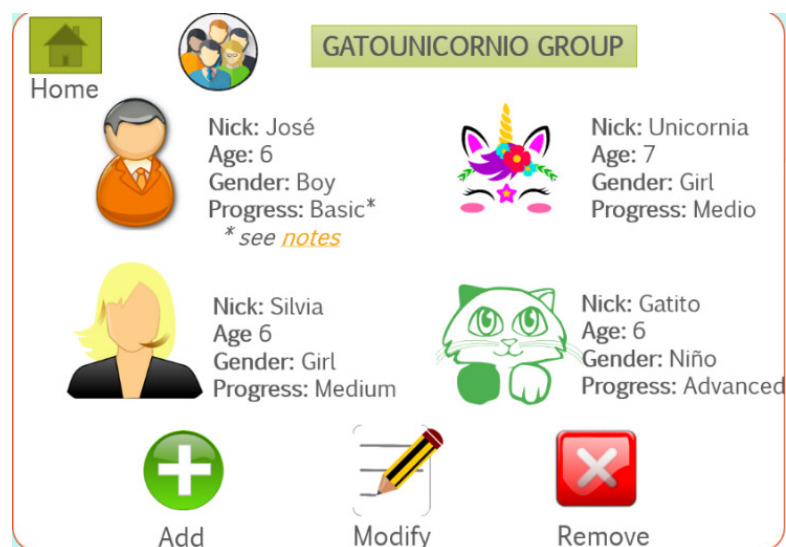 GATOUNICORNIO GROUP
Home
Nick: José
Age: 6
Gender: Boy
Progress: Basic*
* see notes
Nick: Unicornia
Age: 7
Gender: Girl
Progress: Medio
Nick: Silvia
Age 6
Gender: Girl
Progress: Medium
Nick: Gatito
Age: 6
Gender: Niño
Progress: Advanced
Add
Modify
Remove